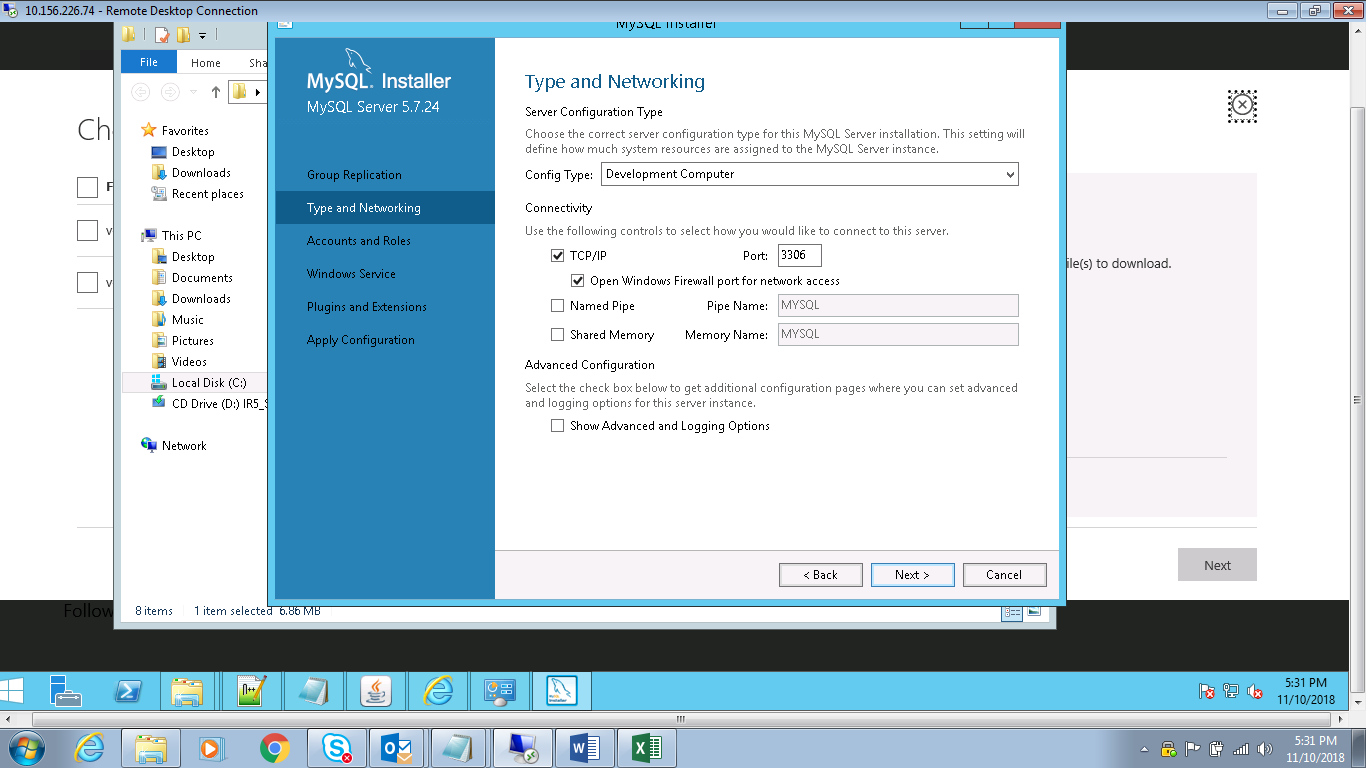 10.156.226.74 - Remote Desktop Connection
MySQL Installer
File Home Sha
Ch
Favorites
Desktop
Downloads
Recent places
This PC
Desktop
Documents
Downloads
Music
Pictures
Videos
Local Disk (C:)
CD Drive (D:) IR5_S
Network
8 items 1 item selected 6.86 MB
MySQL. Installer
MySQL Server 5.7.24
Group Replication
Type and Networking
Accounts and Roles
Windows Service
Plugins and Extensions
Apply Configuration
Type and Networking
Server Configuration Type
Choose the correct server configuration type for this MySQL Server installation. This setting will
define how much system resources are assigned to the MySQL Server instance.
Config Type: Development Computer
Connectivity
Use the following controls to select how you would like to connect to this server.
TCP/IP Port: 3306
Open Windows Firewall port for network access
Named Pipe Pipe Name: MYSQL
Shared Memory Memory Name: MYSQL
Advanced Configuration
Select the check box below to get additional configuration pages where you can set advanced
and logging options for this server instance.
Show Advanced and Logging Options
< Back Next > Cancel
ile(s) to download.
Next
Follow
5:31 PM
11/10/2018
5:31 PM
11/10/2018